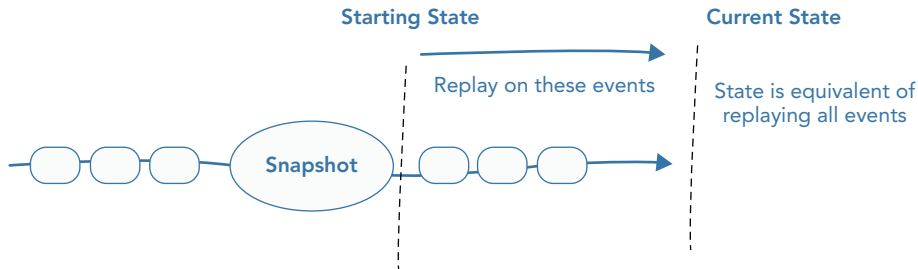 Starting State
Current State
Replay on these events
State is equivalent of
replaying all events
Snapshot